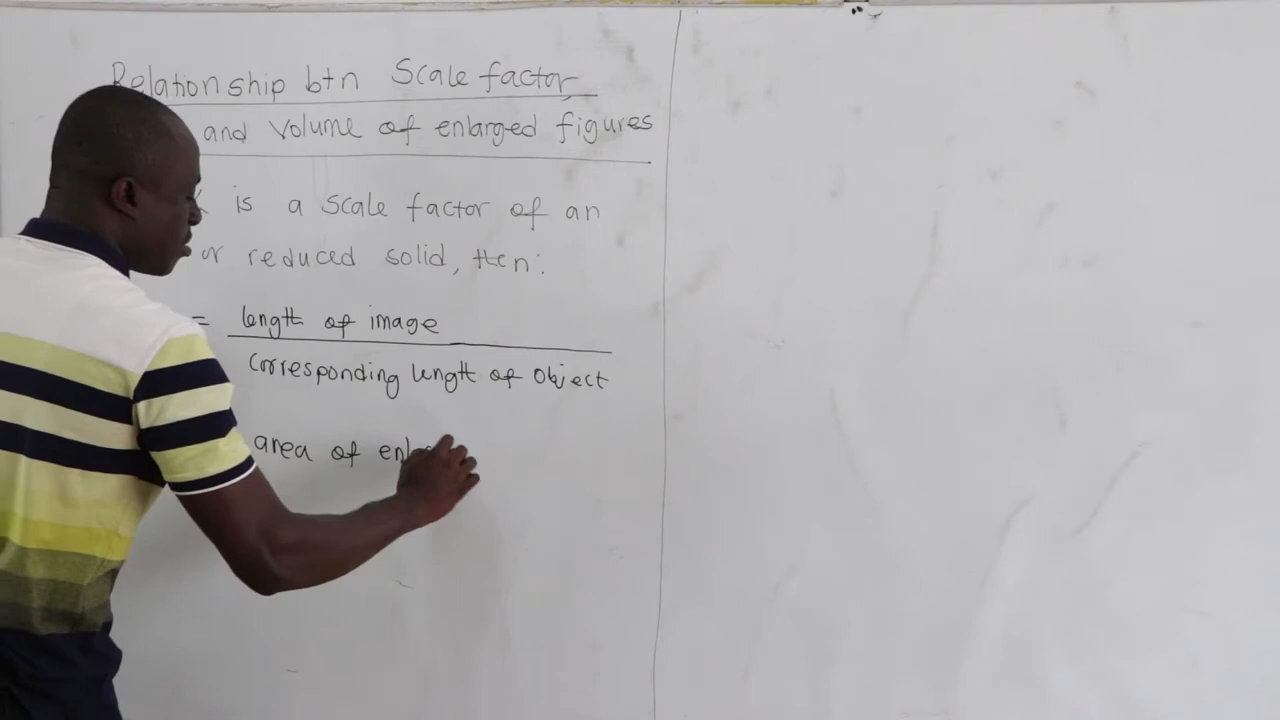 Relationship btn Scale factor,
and Volume of enlarged figures
is a scale factor of an
or reduced solid, then:
= length of image
corresponding length of object
area of enl